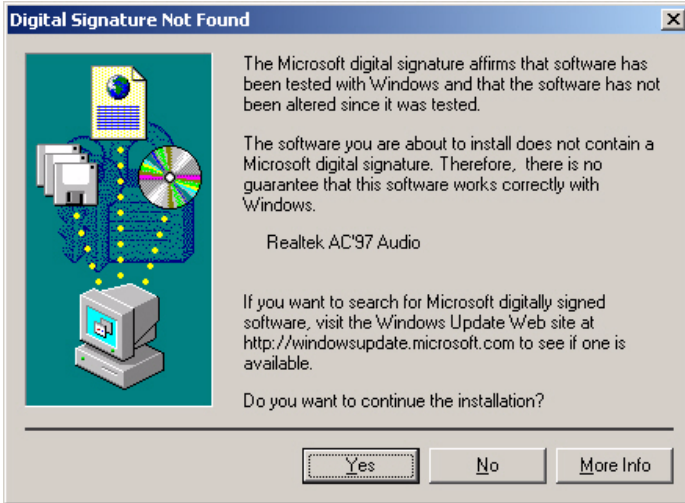 Digital Signature Not Found
The Microsoft digital signature affirms that software has
been tested with Windows and that the software has not
been altered since it was tested.
The software you are about to install does not contain a
Microsoft digital signature. Therefore,  there is no
guarantee that this software works correctly with
Windows.
Realtek AC'97 Audio
If you want to search for Microsoft digitally signed
software, visit the Windows Update Web site at
http://windowsupdate.microsoft.com to see if one is
available.
Do you want to continue the installation?
Yes
No
More Info